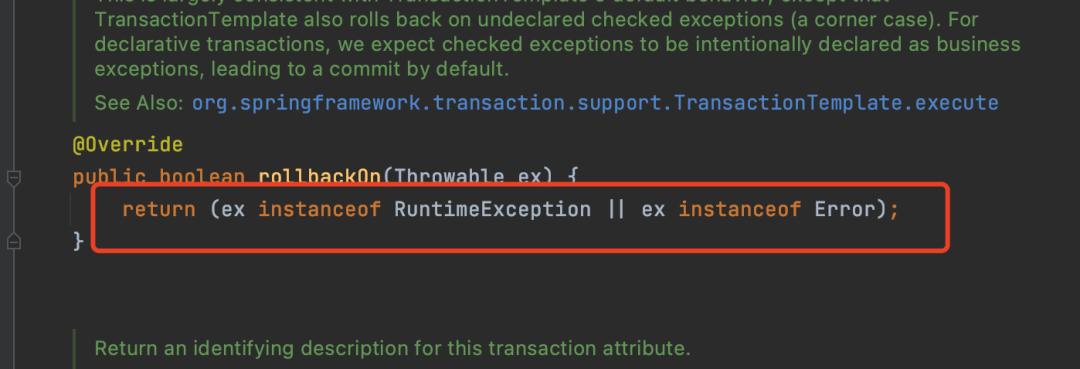 TransactionTemplate also rolls back on undeclared checked exceptions (a corner case). For
declarative transactions, we expect checked exceptions to be intentionally declared as business
exceptions, leading to a commit by default.
See Also: org.springframework.transaction.support.TransactionTemplate.execute
@Override
public boolean rollbackOn(Throwable ex) {
return (ex instanceof RuntimeException || ex instanceof Error);
}
Return an identifying description for this transaction attribute.